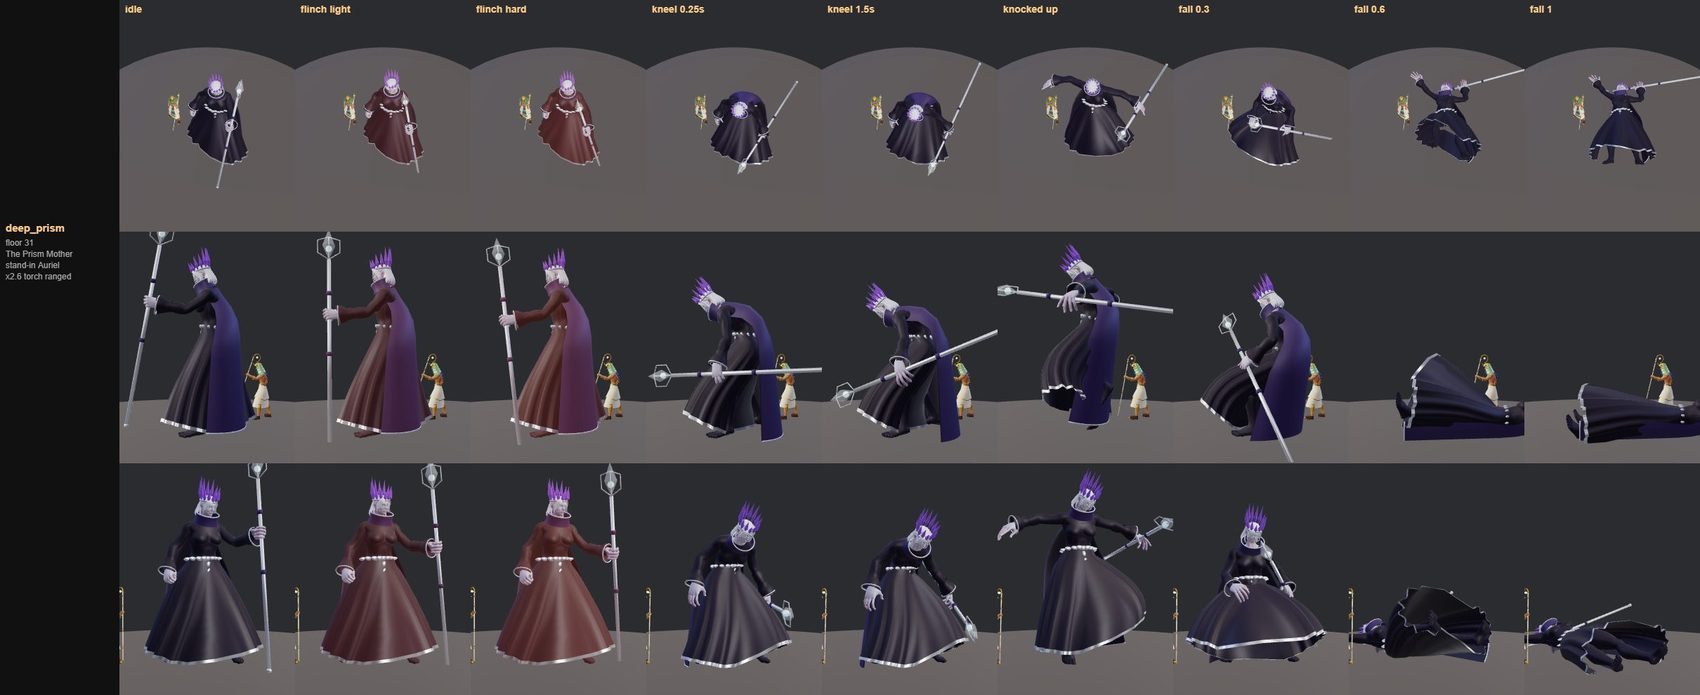 idle
flinch light
flinch hard
kneel 0.25s
kneel 1.5s
knocked up
fall 0.3
fall 0.6
fall 1
deep_prism
floor 31
The Prism Mother
stand-in Auriel
x2.6 torch ranged